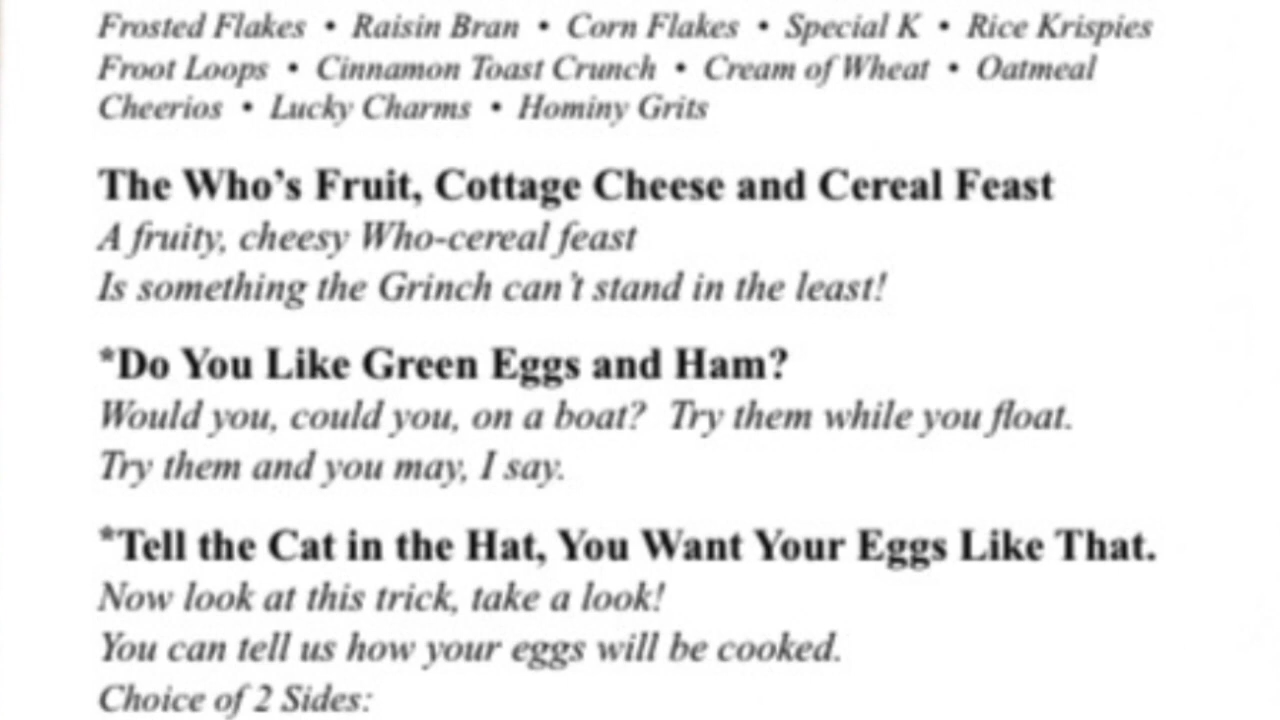 Frosted Flakes • Raisin Bran • Corn Flakes • Special K • Rice Krispies
Froot Loops • Cinnamon Toast Crunch • Cream of Wheat • Oatmeal
Cheerios • Lucky Charms • Hominy Grits
The Who's Fruit, Cottage Cheese and Cereal Feast
A fruity, cheesy Who-cereal feast
Is something the Grinch can't stand in the least!
*Do You Like Green Eggs and Ham?
Would you, could you, on a boat?  Try them while you float.
Try them and you may, I say.
*Tell the Cat in the Hat, You Want Your Eggs Like That.
Now look at this trick, take a look!
You can tell us how your eggs will be cooked.
Choice of 2 Sides: